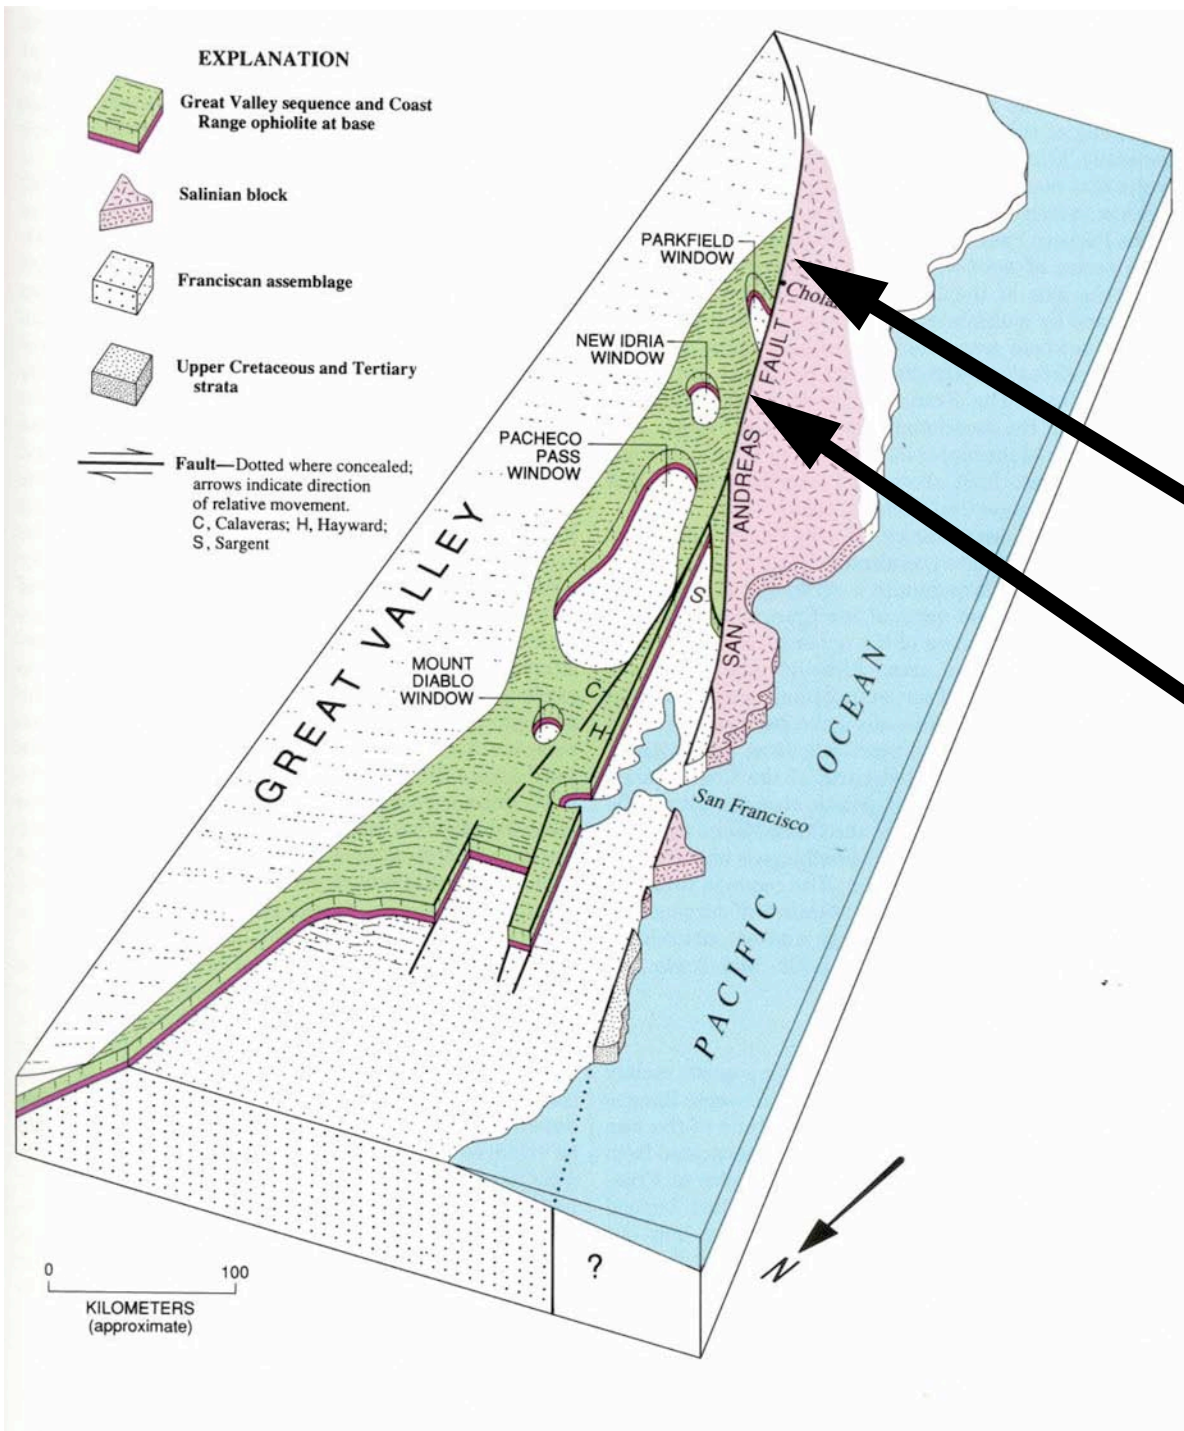 EXPLANATION
Great Valley sequence and Coast
Range ophiolite at base
Salinian block
Franciscan assemblage
Upper Cretaceous and Tertiary
strata
Fault—Dotted where concealed;
arrows indicate direction
of relative movement.
C, Calaveras; H, Hayward;
S, Sargent
PARKFIELD
WINDOW
NEW IDRIA
WINDOW
PACHECO
PASS
WINDOW
MOUNT
DIABLO
WINDOW
GREAT VALLEY
SAN ANDREAS FAULT
S
C
H
San Francisco
PACIFIC OCEAN
?
N
0 100
KILOMETERS
(approximate)